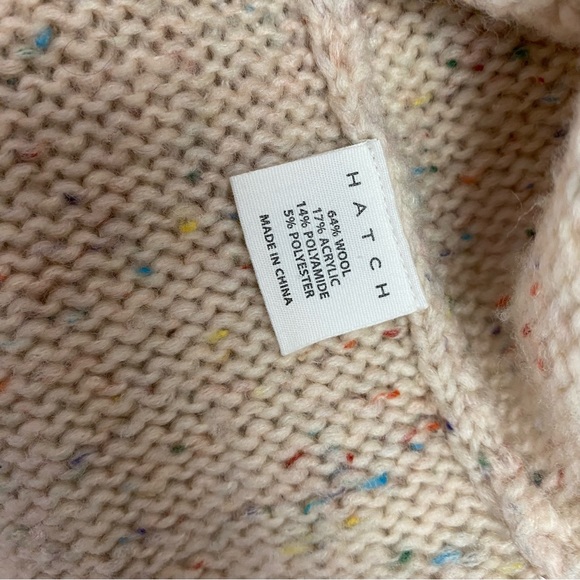 HATCH
64% WOOL
17% ACRYLIC
14% POLYAMIDE
5% POLYESTER
MADE IN CHINA